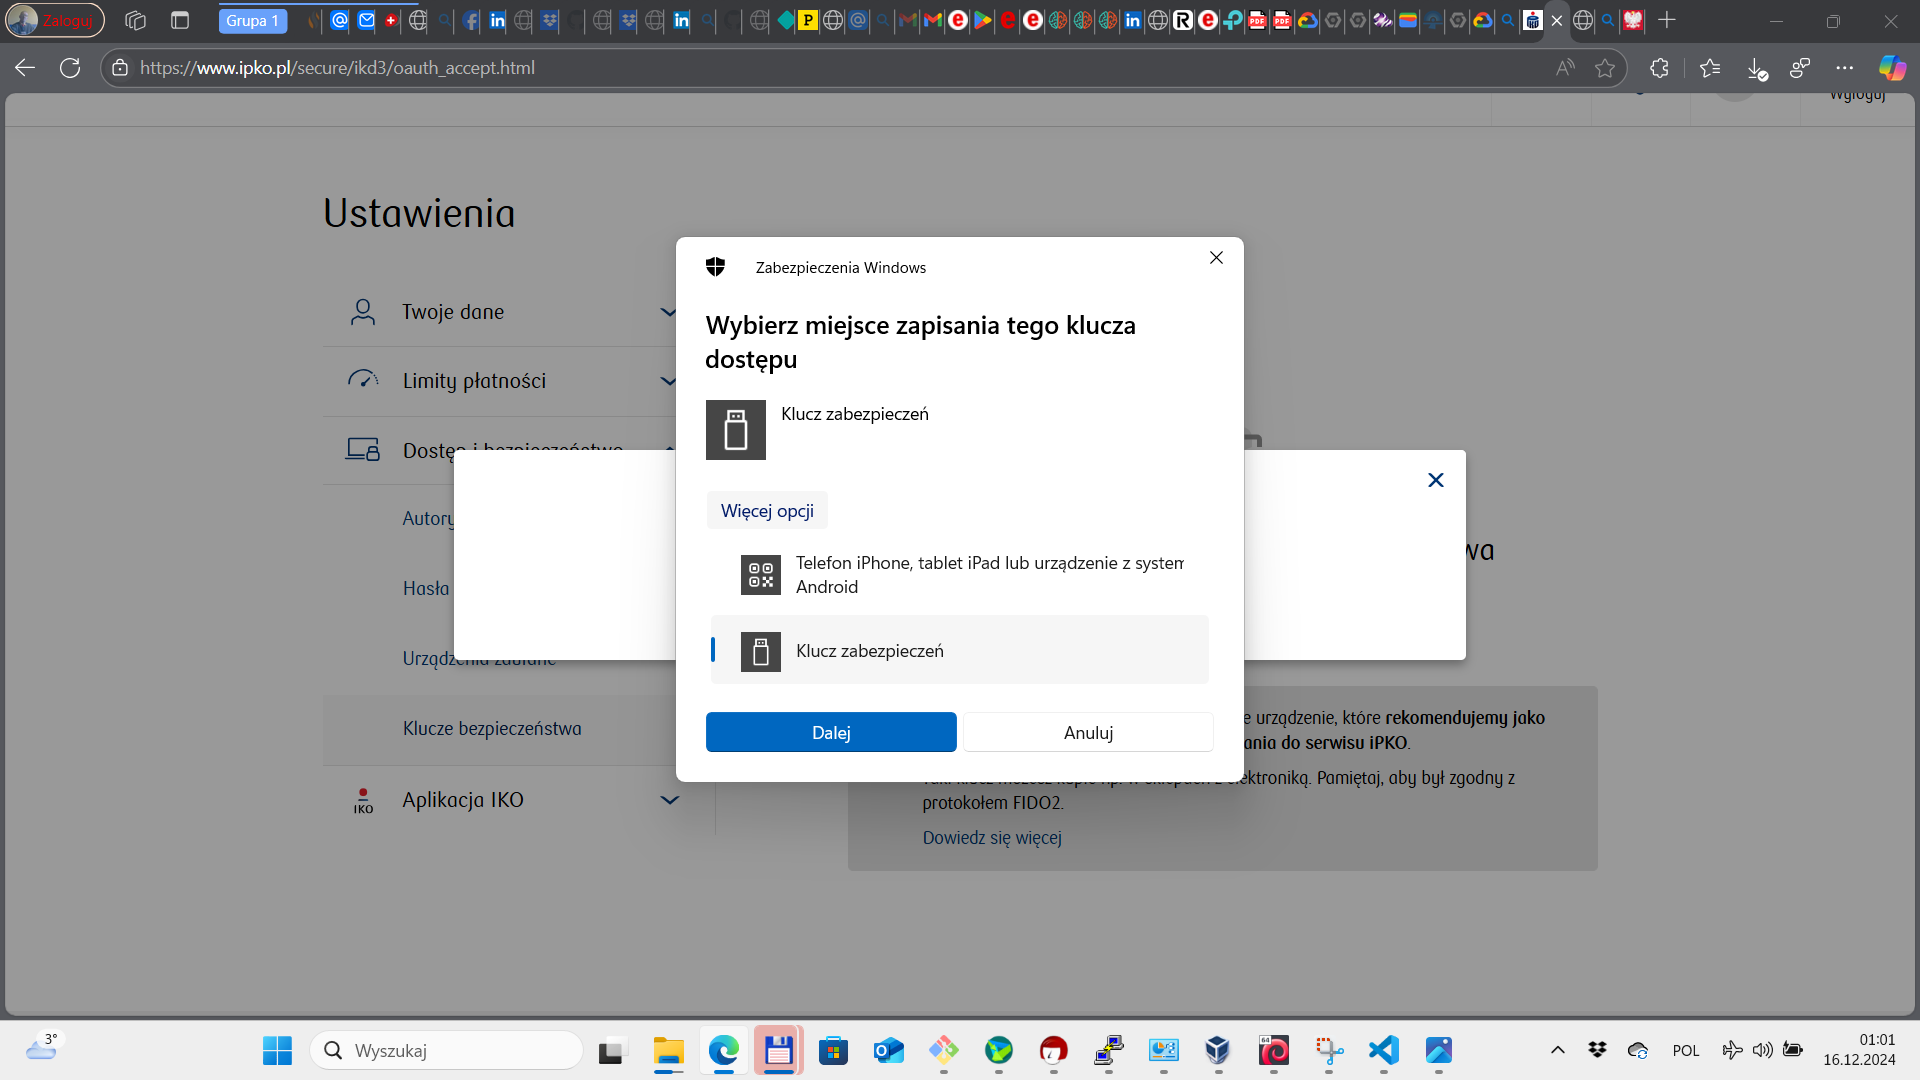 Zaloguj
Grupa 1
https://www.ipko.pl/secure/ikd3/oauth_accept.html
Wyloguj
Ustawienia
Twoje dane
Limity płatności
Dostęp i bezpieczeństwo
Autory
Hasła
Urządzenia zaufane
Klucze bezpieczeństwa
IKO
Aplikacja IKO
Zabezpieczenia Windows
Wybierz miejsce zapisania tego klucza
dostępu
Klucz zabezpieczeń
Więcej opcji
Telefon iPhone, tablet iPad lub urządzenie z system
Android
Klucz zabezpieczeń
Dalej
Anuluj
wa
e urządzenie, które rekomendujemy jako
ania do serwisu iPKO.
ektroniką. Pamiętaj, aby był zgodny z
protokołem FIDO2.
Dowiedz się więcej
3°
Wyszukaj
64
POL
01:01
16.12.2024